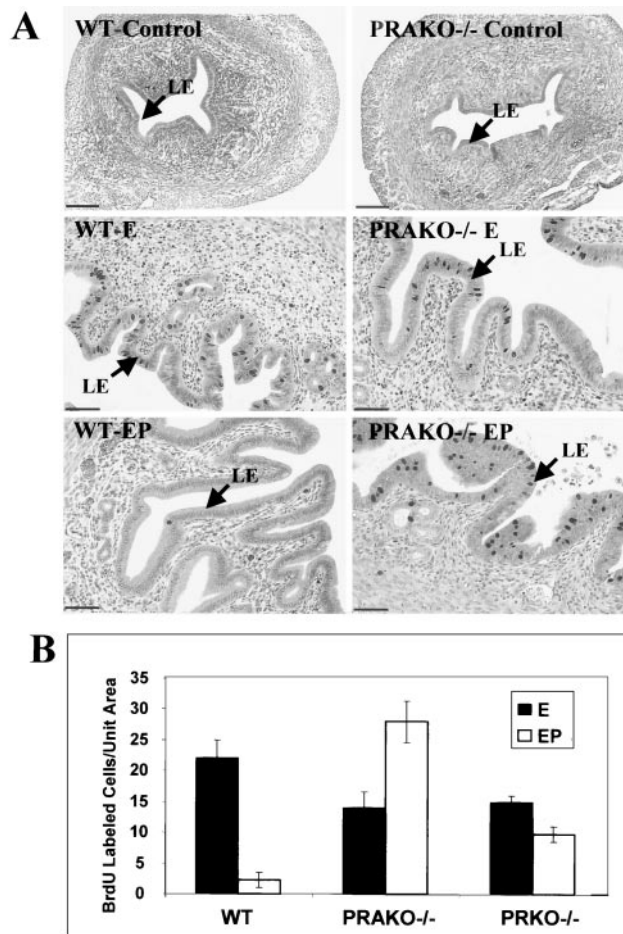 A
WT-Control
LE
PRAKO-/- Control
LE
WT-E
LE
PRAKO-/- E
LE
WT-EP
LE
PRAKO-/- EP
LE
B
BrdU Labeled Cells/Unit Area
35
30
25
20
15
10
5
0
E
EP
WT PRAKO-/- PRKO-/-